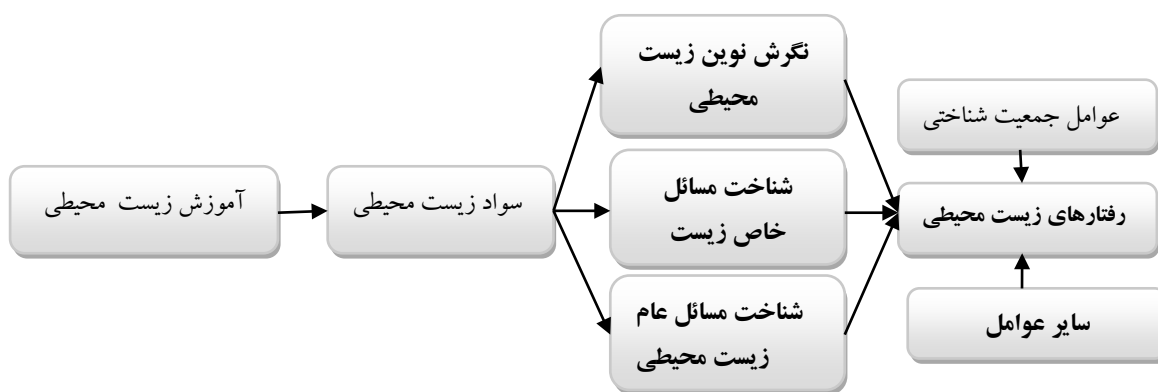 نگرش نوین زیست
محیطی
عوامل جمعیت شناختی
آموزش زیست محیطی
سواد زیست محیطی
شناخت مسائل
خاص زیست
رفتارهای زیست محیطی
شناخت مسائل عام
زیست محیطی
سایر عوامل